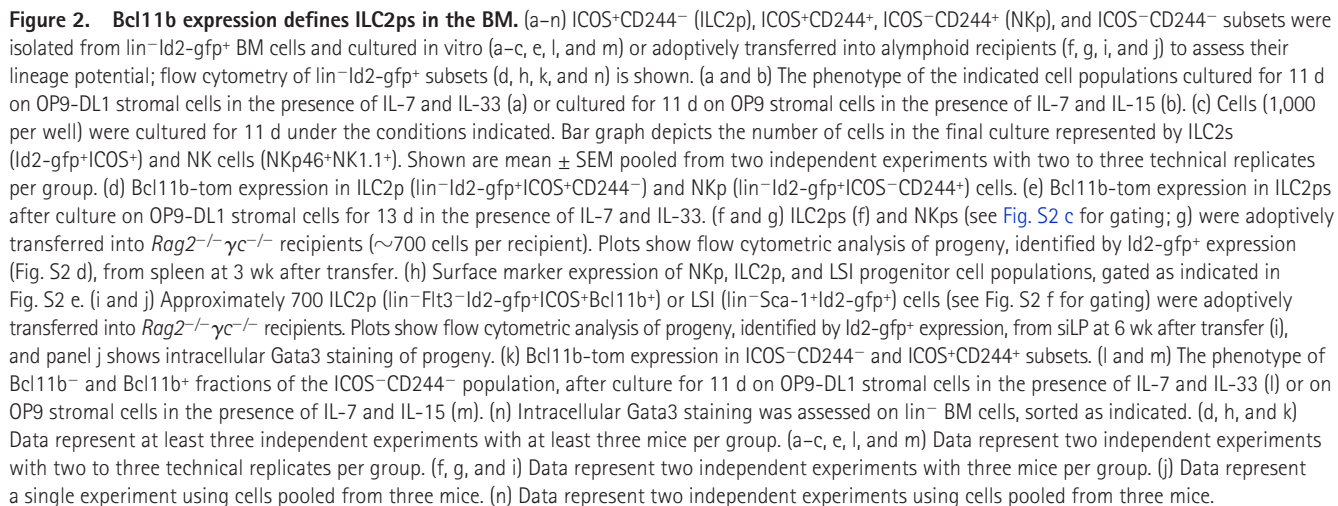 Figure 2. Bcl11b expression defines ILC2ps in the BM. (a–n) ICOS⁺CD244⁻ (ILC2p), ICOS⁺CD244⁺, ICOS⁻CD244⁺ (NKp), and ICOS⁻CD244⁻ subsets were
isolated from lin⁻Id2-gfp⁺ BM cells and cultured in vitro (a–c, e, l, and m) or adoptively transferred into alymphoid recipients (f, g, i, and j) to assess their
lineage potential; flow cytometry of lin⁻Id2-gfp⁺ subsets (d, h, k, and n) is shown. (a and b) The phenotype of the indicated cell populations cultured for 11 d
on OP9-DL1 stromal cells in the presence of IL-7 and IL-33 (a) or cultured for 11 d on OP9 stromal cells in the presence of IL-7 and IL-15 (b). (c) Cells (1,000
per well) were cultured for 11 d under the conditions indicated. Bar graph depicts the number of cells in the final culture represented by ILC2s
(Id2-gfp⁺ICOS⁺) and NK cells (NKp46⁺NK1.1⁺). Shown are mean ± SEM pooled from two independent experiments with two to three technical replicates
per group. (d) Bcl11b-tom expression in ILC2p (lin⁻Id2-gfp⁺ICOS⁺CD244⁻) and NKp (lin⁻Id2-gfp⁺ICOS⁻CD244⁺) cells. (e) Bcl11b-tom expression in ILC2ps
after culture on OP9-DL1 stromal cells for 13 d in the presence of IL-7 and IL-33. (f and g) ILC2ps (f) and NKps (see Fig. S2 c for gating; g) were adoptively
transferred into Rag2⁻/⁻γc⁻/⁻ recipients (∼700 cells per recipient). Plots show flow cytometric analysis of progeny, identified by Id2-gfp⁺ expression
(Fig. S2 d), from spleen at 3 wk after transfer. (h) Surface marker expression of NKp, ILC2p, and LSI progenitor cell populations, gated as indicated in
Fig. S2 e. (i and j) Approximately 700 ILC2p (lin⁻Flt3⁻Id2-gfp⁺ICOS⁺Bcl11b⁺) or LSI (lin⁻Sca-1⁺Id2-gfp⁺) cells (see Fig. S2 f for gating) were adoptively
transferred into Rag2⁻/⁻γc⁻/⁻ recipients. Plots show flow cytometric analysis of progeny, identified by Id2-gfp⁺ expression, from siLP at 6 wk after transfer (i),
and panel j shows intracellular Gata3 staining of progeny. (k) Bcl11b-tom expression in ICOS⁻CD244⁻ and ICOS⁺CD244⁺ subsets. (l and m) The phenotype of
Bcl11b⁻ and Bcl11b⁺ fractions of the ICOS⁻CD244⁻ population, after culture for 11 d on OP9-DL1 stromal cells in the presence of IL-7 and IL-33 (l) or on
OP9 stromal cells in the presence of IL-7 and IL-15 (m). (n) Intracellular Gata3 staining was assessed on lin⁻ BM cells, sorted as indicated. (d, h, and k)
Data represent at least three independent experiments with at least three mice per group. (a–c, e, l, and m) Data represent two independent experiments
with two to three technical replicates per group. (f, g, and i) Data represent two independent experiments with three mice per group. (j) Data represent
a single experiment using cells pooled from three mice. (n) Data represent two independent experiments using cells pooled from three mice.